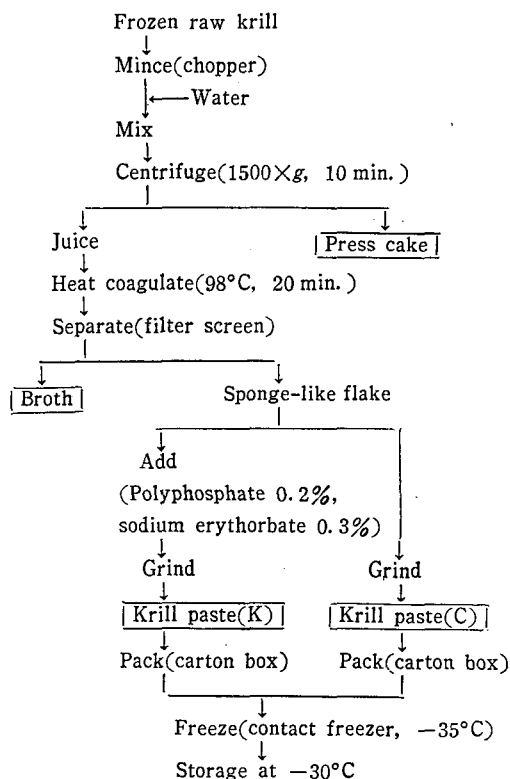 Frozen raw krill
Mince(chopper)
Water
Mix
Centrifuge(1500×g, 10 min.)
Juice
Press cake
Heat coagulate(98°C, 20 min.)
Separate(filter screen)
Broth
Sponge-like flake
Add
(Polyphosphate 0.2%,
sodium erythorbate 0.3%)
Grind
Grind
Krill paste(K)
Krill paste(C)
Pack(carton box)
Pack(carton box)
Freeze(contact freezer, −35°C)
Storage at −30°C